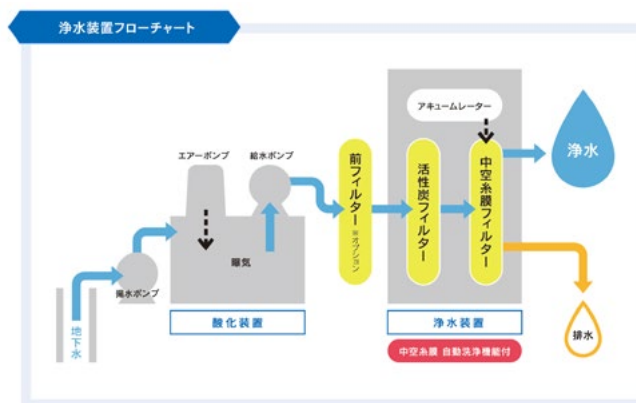 浄水装置フローチャート
アキュームレーター
エアーポンプ
給水ポンプ
前フィルター ※オプション
活性炭フィルター
中空糸膜フィルター
浄水
曝気
揚水ポンプ
地下水
酸化装置
浄水装置
中空糸膜 自動洗浄機能付
排水